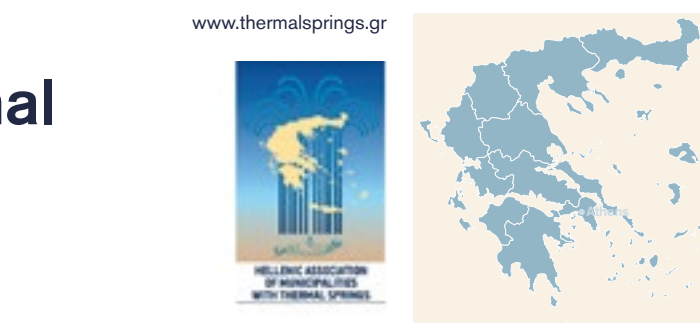 www.thermalsprings.gr
nal
HELLENIC ASSOCIATION
OF MUNICIPALITIES
WITH THERMAL SPRINGS
Athens